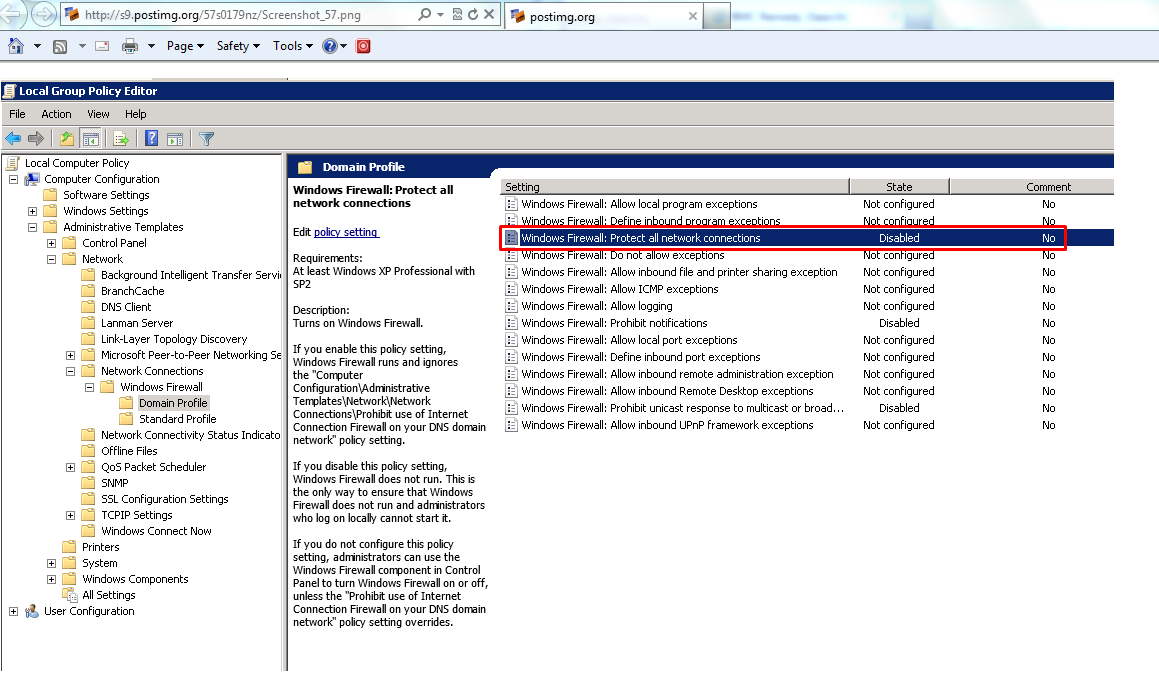 http://s9.postimg.org/57s0179nz/Screenshot_57.png
postimg.org
Page
Safety
Tools
Local Group Policy Editor
File
Action
View
Help
Local Computer Policy
Computer Configuration
Software Settings
Windows Settings
Administrative Templates
Control Panel
Network
Background Intelligent Transfer Servi
BranchCache
DNS Client
Lanman Server
Link-Layer Topology Discovery
Microsoft Peer-to-Peer Networking Se
Network Connections
Windows Firewall
Domain Profile
Standard Profile
Network Connectivity Status Indicato
Offline Files
QoS Packet Scheduler
SNMP
SSL Configuration Settings
TCPIP Settings
Windows Connect Now
Printers
System
Windows Components
All Settings
User Configuration
Domain Profile
Windows Firewall: Protect all
network connections
Edit policy setting
Requirements:
At least Windows XP Professional with
SP2
Description:
Turns on Windows Firewall.
If you enable this policy setting,
Windows Firewall runs and ignores
the "Computer
Configuration\Administrative
Templates\Network\Network
Connections\Prohibit use of Internet
Connection Firewall on your DNS domain
network" policy setting.
If you disable this policy setting,
Windows Firewall does not run. This is
the only way to ensure that Windows
Firewall does not run and administrators
who log on locally cannot start it.
If you do not configure this policy
setting, administrators can use the
Windows Firewall component in Control
Panel to turn Windows Firewall on or off,
unless the "Prohibit use of Internet
Connection Firewall on your DNS domain
network" policy setting overrides.
Setting State Comment
Windows Firewall: Allow local program exceptions Not configured No
Windows Firewall: Define inbound program exceptions Not configured No
Windows Firewall: Protect all network connections Disabled No
Windows Firewall: Do not allow exceptions Not configured No
Windows Firewall: Allow inbound file and printer sharing exception Not configured No
Windows Firewall: Allow ICMP exceptions Not configured No
Windows Firewall: Allow logging Not configured No
Windows Firewall: Prohibit notifications Disabled No
Windows Firewall: Allow local port exceptions Not configured No
Windows Firewall: Define inbound port exceptions Not configured No
Windows Firewall: Allow inbound remote administration exception Not configured No
Windows Firewall: Allow inbound Remote Desktop exceptions Not configured No
Windows Firewall: Prohibit unicast response to multicast or broad... Disabled No
Windows Firewall: Allow inbound UPnP framework exceptions Not configured No